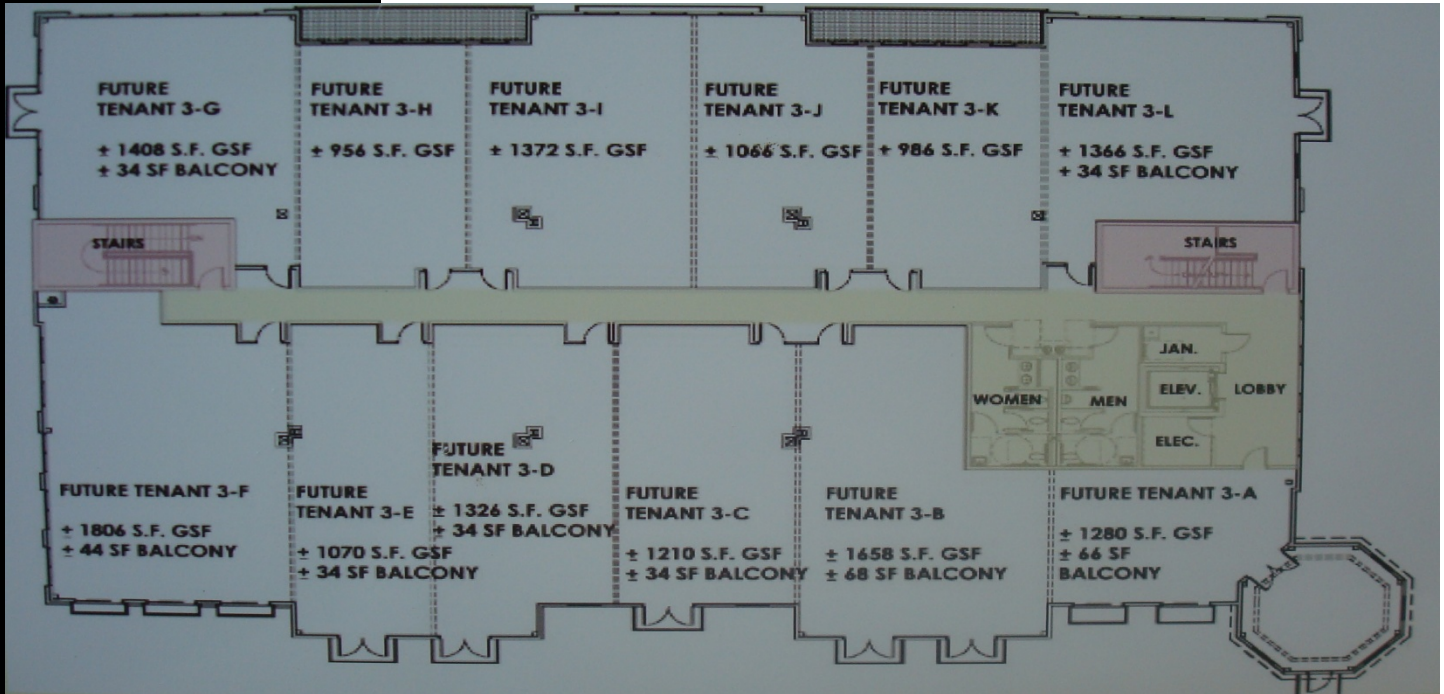 FUTURE
TENANT 3-G
± 1408 S.F. GSF
± 34 SF BALCONY
FUTURE
TENANT 3-H
± 956 S.F. GSF
FUTURE
TENANT 3-I
± 1372 S.F. GSF
FUTURE
TENANT 3-J
± 1066 S.F. GSF
FUTURE
TENANT 3-K
± 986 S.F. GSF
FUTURE
TENANT 3-L
± 1366 S.F. GSF
± 34 SF BALCONY
STAIRS
STAIRS
WOMEN
MEN
JAN.
ELEV.
LOBBY
ELEC.
FUTURE TENANT 3-F
± 1806 S.F. GSF
± 44 SF BALCONY
FUTURE
TENANT 3-E
± 1070 S.F. GSF
± 34 SF BALCONY
FUTURE
TENANT 3-D
± 1326 S.F. GSF
± 34 SF BALCONY
FUTURE
TENANT 3-C
± 1210 S.F. GSF
± 34 SF BALCONY
FUTURE
TENANT 3-B
± 1658 S.F. GSF
± 68 SF BALCONY
FUTURE TENANT 3-A
± 1280 S.F. GSF
± 66 SF
BALCONY